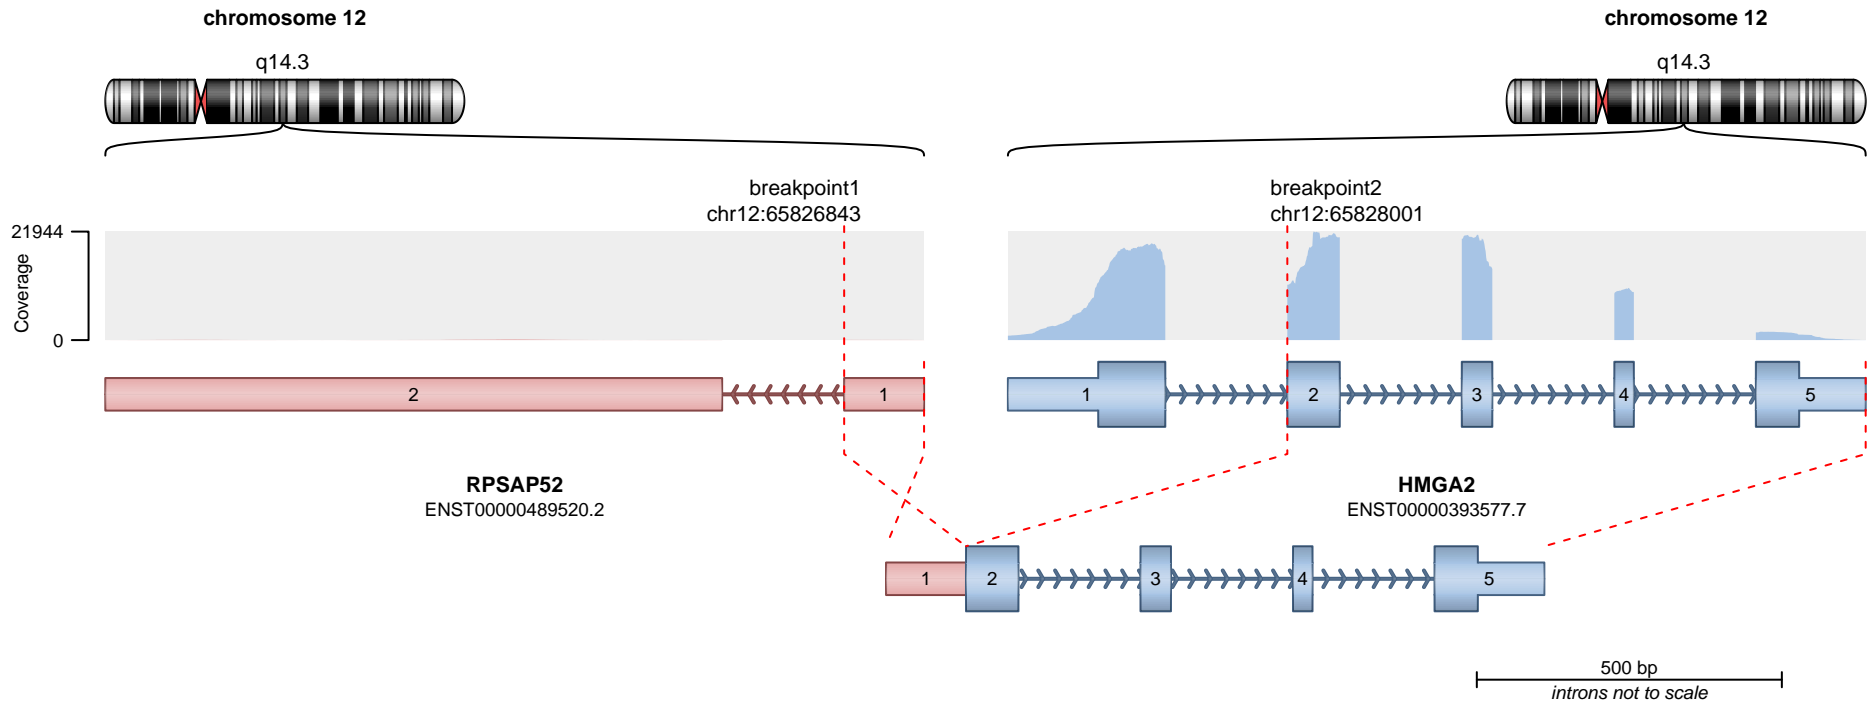 chromosome 12
chromosome 12
q14.3
q14.3
breakpoint1
chr12:65826843
breakpoint2
chr12:65828001
21944
Coverage
0
2
1
1
2
3
4
5
RPSAP52
ENST00000489520.2
HMGA2
ENST00000393577.7
1
2
3
4
5
500 bp
introns not to scale